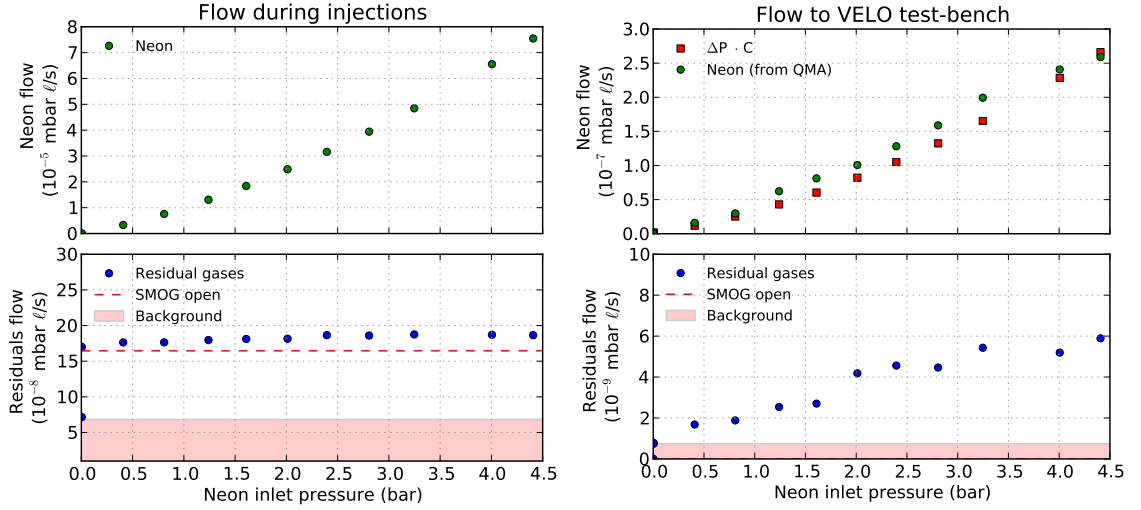 Flow during injections
Neon flow
(10⁻⁵ mbar ℓ/s)
8
7
6
5
4
3
2
1
0
Neon
Residuals flow
(10⁻⁸ mbar ℓ/s)
30
25
20
15
10
5
Residual gases
SMOG open
Background
0.0 0.5 1.0 1.5 2.0 2.5 3.0 3.5 4.0 4.5
Neon inlet pressure (bar)
Flow to VELO test-bench
Neon flow
(10⁻⁷ mbar ℓ/s)
3.0
2.5
2.0
1.5
1.0
0.5
0.0
ΔP · C
Neon (from QMA)
Residuals flow
(10⁻⁹ mbar ℓ/s)
10
8
6
4
2
0
Residual gases
SMOG open
Background
0.0 0.5 1.0 1.5 2.0 2.5 3.0 3.5 4.0 4.5
Neon inlet pressure (bar)